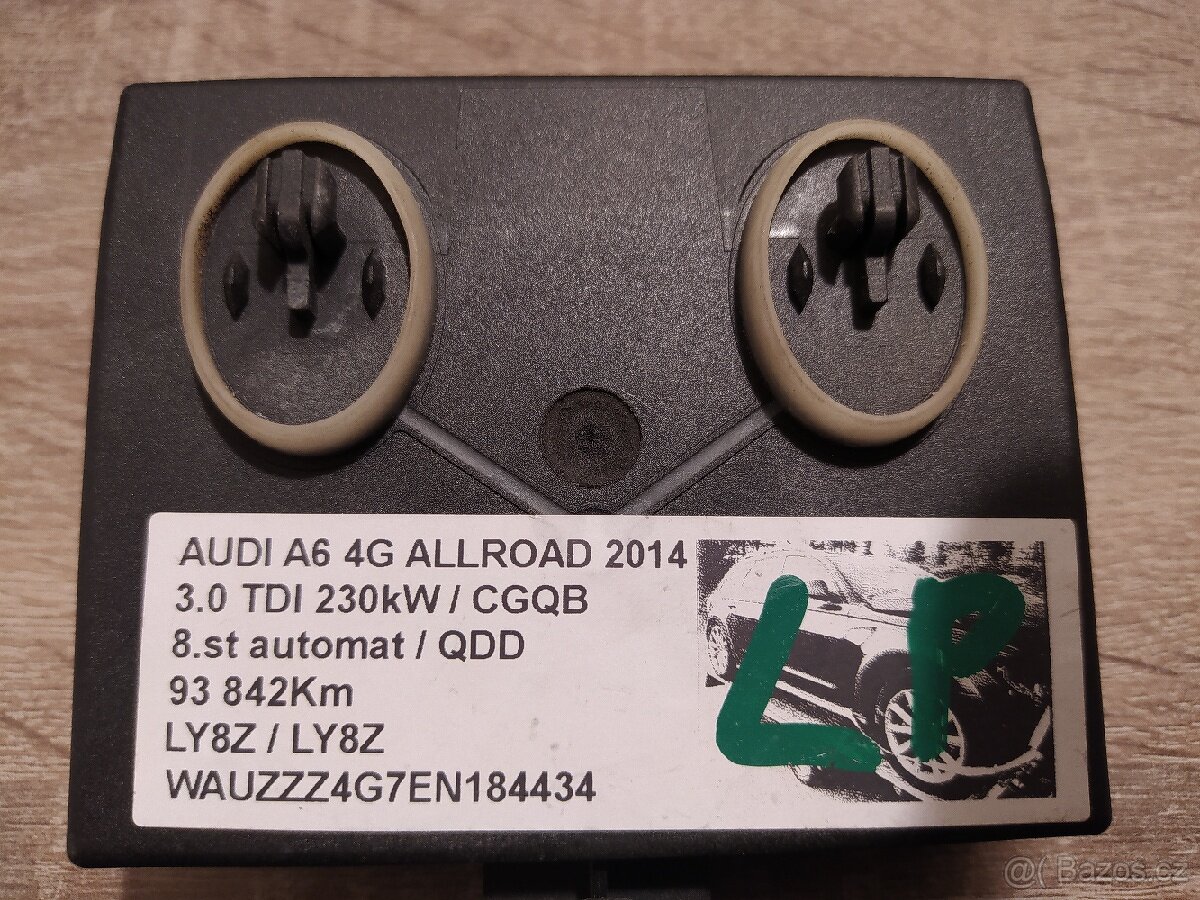 AUDI A6 4G ALLROAD 2014
3.0 TDI 230kW / CGQB
8.st automat / QDD
93 842Km
LY8Z / LY8Z
WAUZZZ4G7EN184434
LP
@( Bazos.cz